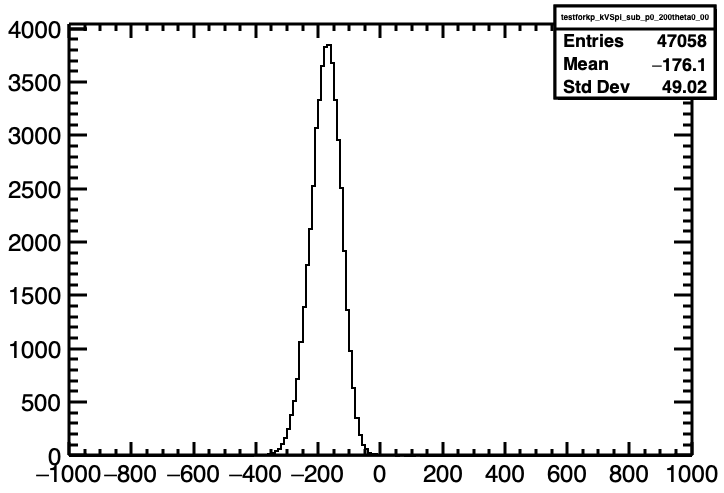 testforkp_kVSpi_sub_p0_200theta0_00
Entries 47058
Mean −176.1
Std Dev 49.02
4000
3500
3000
2500
2000
1500
1000
500
0
−1000 −800 −600 −400 −200 0 200 400 600 800 1000